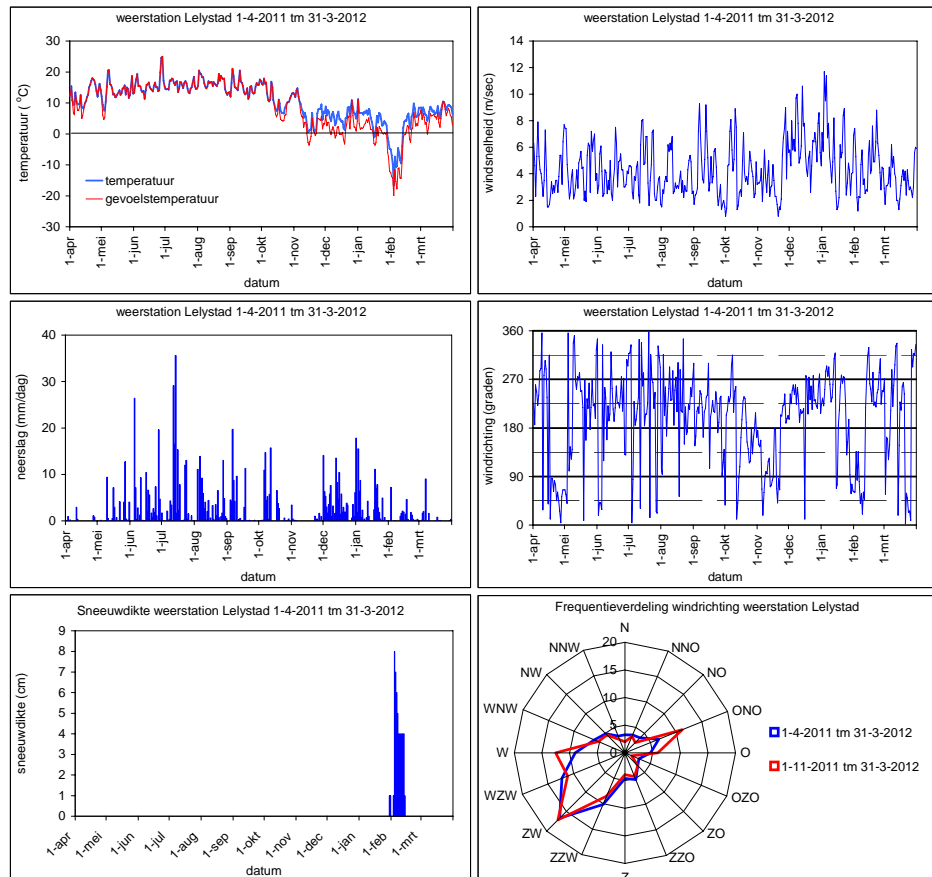 weerstation Lelystad 1-4-2011 tm 31-3-2012
temperatuur ( °C)
30
20
10
0
-10
-20
-30
temperatuur
gevoelstemperatuur
1-apr
1-mei
1-jun
1-jul
1-aug
1-sep
1-okt
1-nov
1-dec
1-jan
1-feb
1-mrt
datum
weerstation Lelystad 1-4-2011 tm 31-3-2012
windsnelheid (m/sec)
14
12
10
8
6
4
2
0
1-apr
1-mei
1-jun
1-jul
1-aug
1-sep
1-okt
1-nov
1-dec
1-jan
1-feb
1-mrt
datum
weerstation Lelystad 1-4-2011 tm 31-3-2012
neerslag (mm/dag)
40
30
20
10
0
1-apr
1-mei
1-jun
1-jul
1-aug
1-sep
1-okt
1-nov
1-dec
1-jan
1-feb
1-mrt
datum
weerstation Lelystad 1-4-2011 tm 31-3-2012
windrichting (graden)
360
270
180
90
0
1-apr
1-mei
1-jun
1-jul
1-aug
1-sep
1-okt
1-nov
1-dec
1-jan
1-feb
1-mrt
datum
Sneeuwdikte weerstation Lelystad 1-4-2011 tm 31-3-2012
sneeuwdikte (cm)
9
8
7
6
5
4
3
2
1
0
1-apr
1-mei
1-jun
1-jul
1-aug
1-sep
1-okt
1-nov
1-dec
1-jan
1-feb
1-mrt
datum
Frequentieverdeling windrichting weerstation Lelystad
N
NNO
NO
ONO
O
OZO
ZO
ZZO
Z
ZZW
ZW
WZW
W
WNW
NW
NNW
20
15
10
5
0
1-4-2011 tm 31-3-2012
1-11-2011 tm 31-3-2012